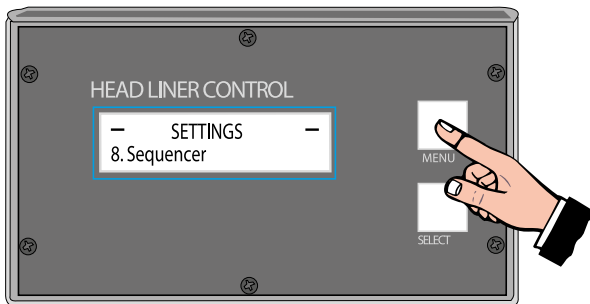 HEAD LINER CONTROL
– SETTINGS –
8. Sequencer
MENU
SELECT